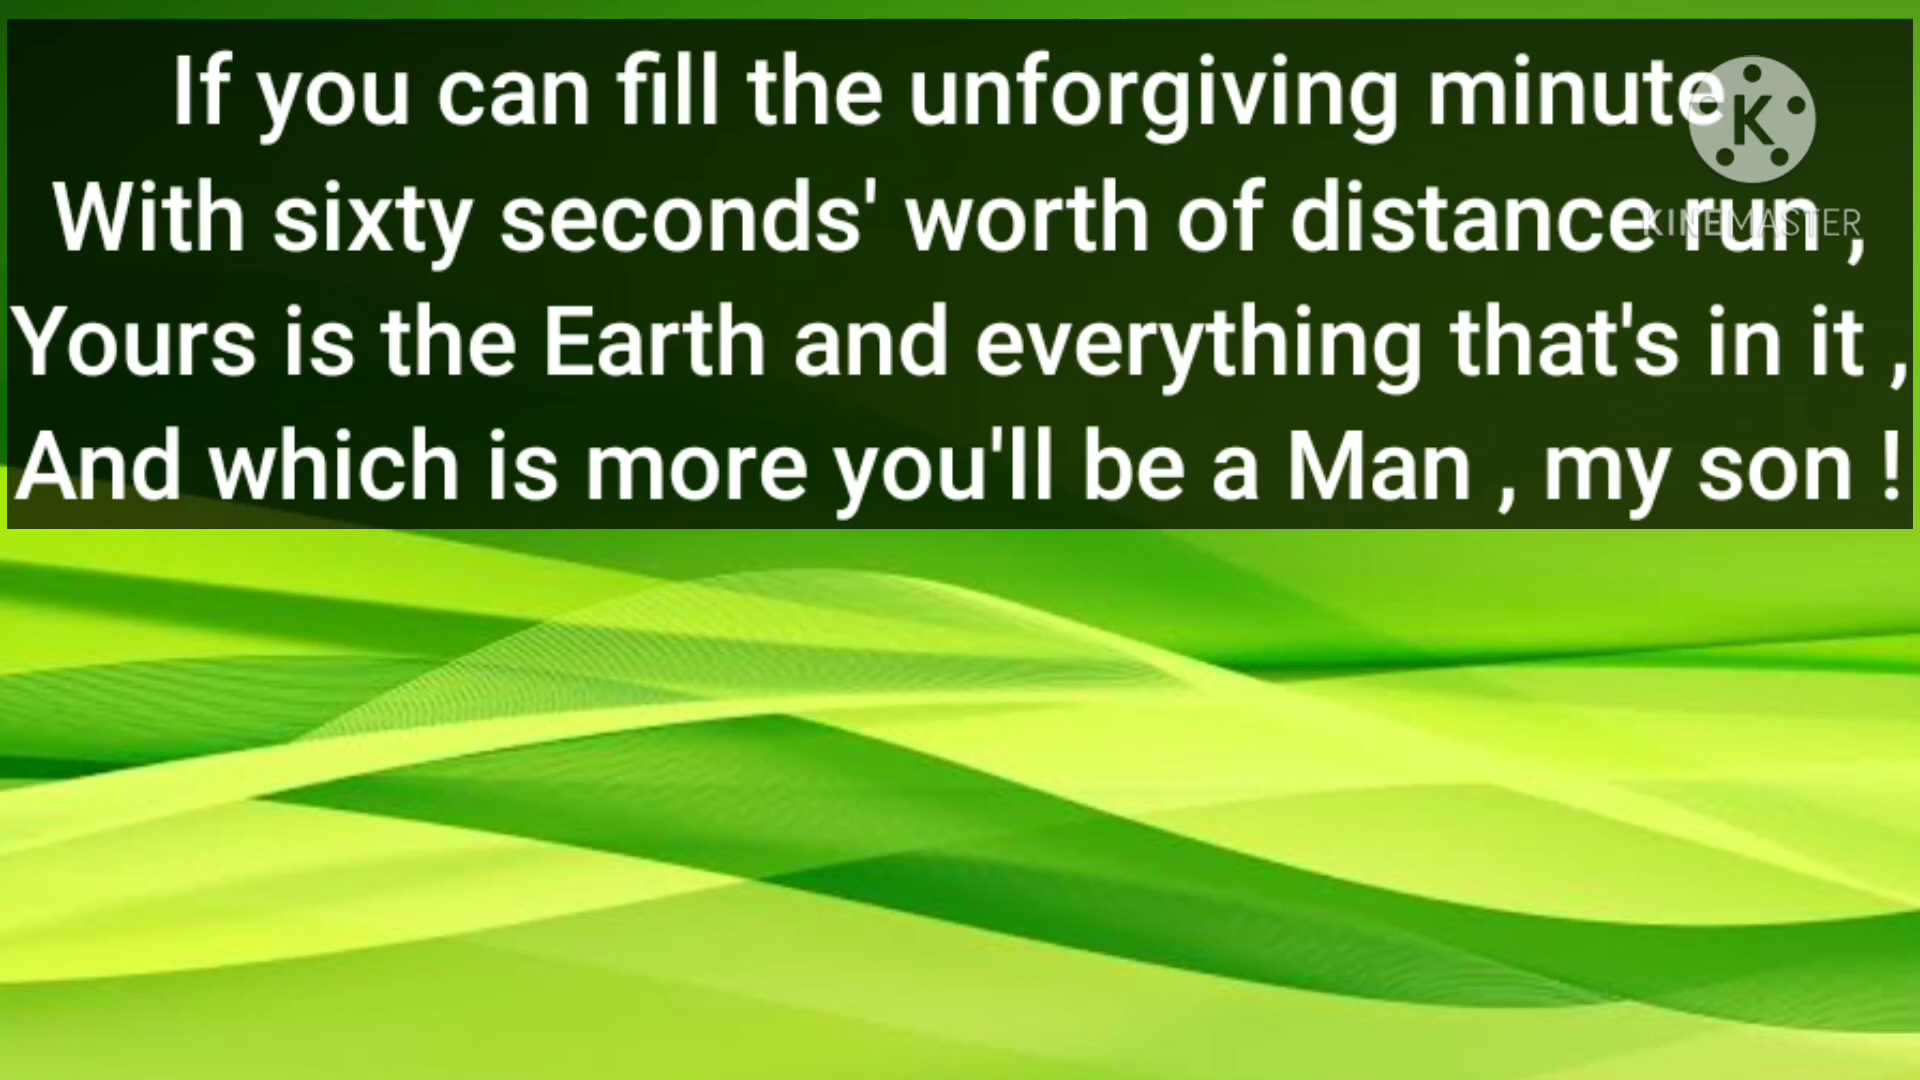 If you can fill the unforgiving minute
With sixty seconds' worth of distance run ,
Yours is the Earth and everything that's in it ,
And which is more you'll be a Man , my son !
K
KINEMASTER